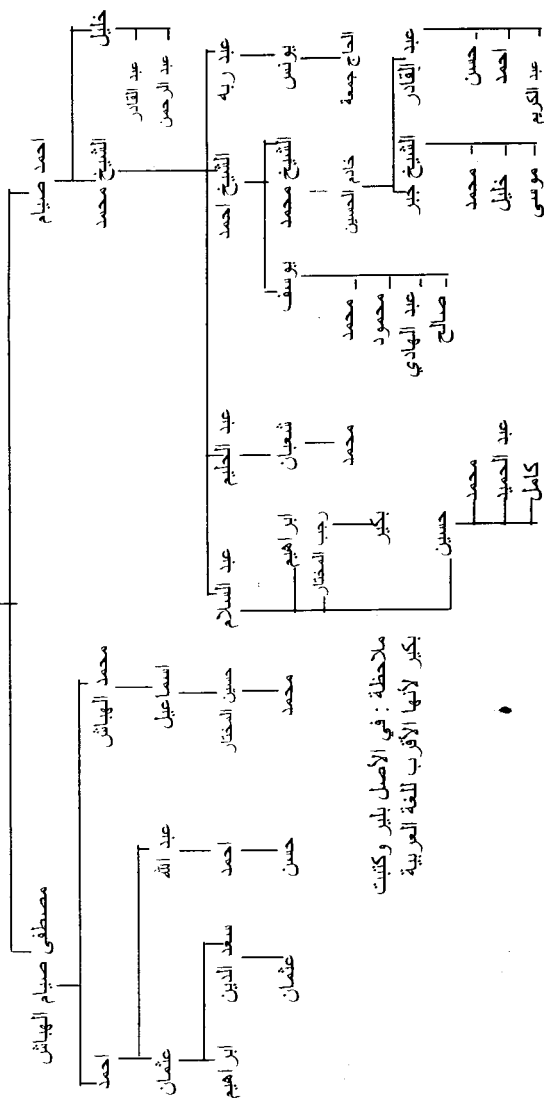 احمد صيام
مصطفى صيام الهباش
خليل
عبد القادر
عبد الرحمن
الشيخ محمد
محمد الهباش
احمد
عبد ربه
الشيخ احمد
عبد الحليم
عبد السلام
اسماعيل
عبد الله
عثمان
يونس
الحاج جمعة
الشيخ محمد
يوسف
شعبان
محمد
ابراهيم
رجب المختار
بكير
حسين المختار
محمد
احمد
حسن
سعد الدين
عثمان
ابراهيم
خادم الحسين
عبد القادر
الشيخ جبر
حسن
احمد
عبد الكريم
محمد
خليل
موسى
محمد
محمود
عبد الهادي
صالح
حسين
محمد
عبد الحميد
كامل
ملاحظة : في الأصل بلير وكتبت
بكير لأنها الأقرب للغة العربية